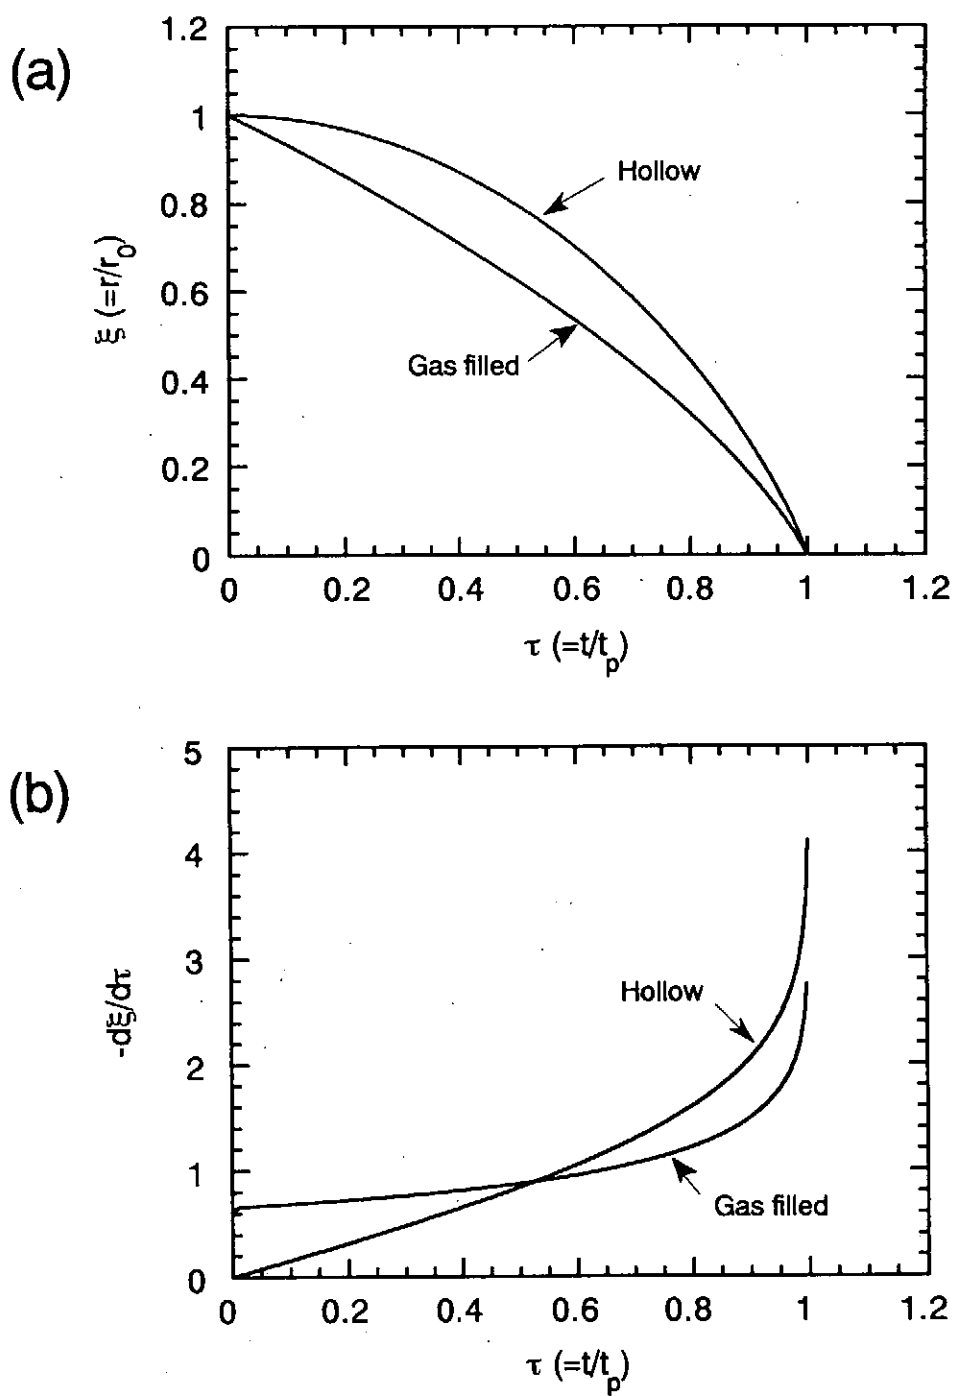 (a)
1.2
1
0.8
0.6
0.4
0.2
0
ξ (=r/r0)
Hollow
Gas filled
0 0.2 0.4 0.6 0.8 1 1.2
τ (=t/tp)
(b)
5
4
3
2
1
0
-dξ/dτ
Hollow
Gas filled
0 0.2 0.4 0.6 0.8 1 1.2
τ (=t/tp)